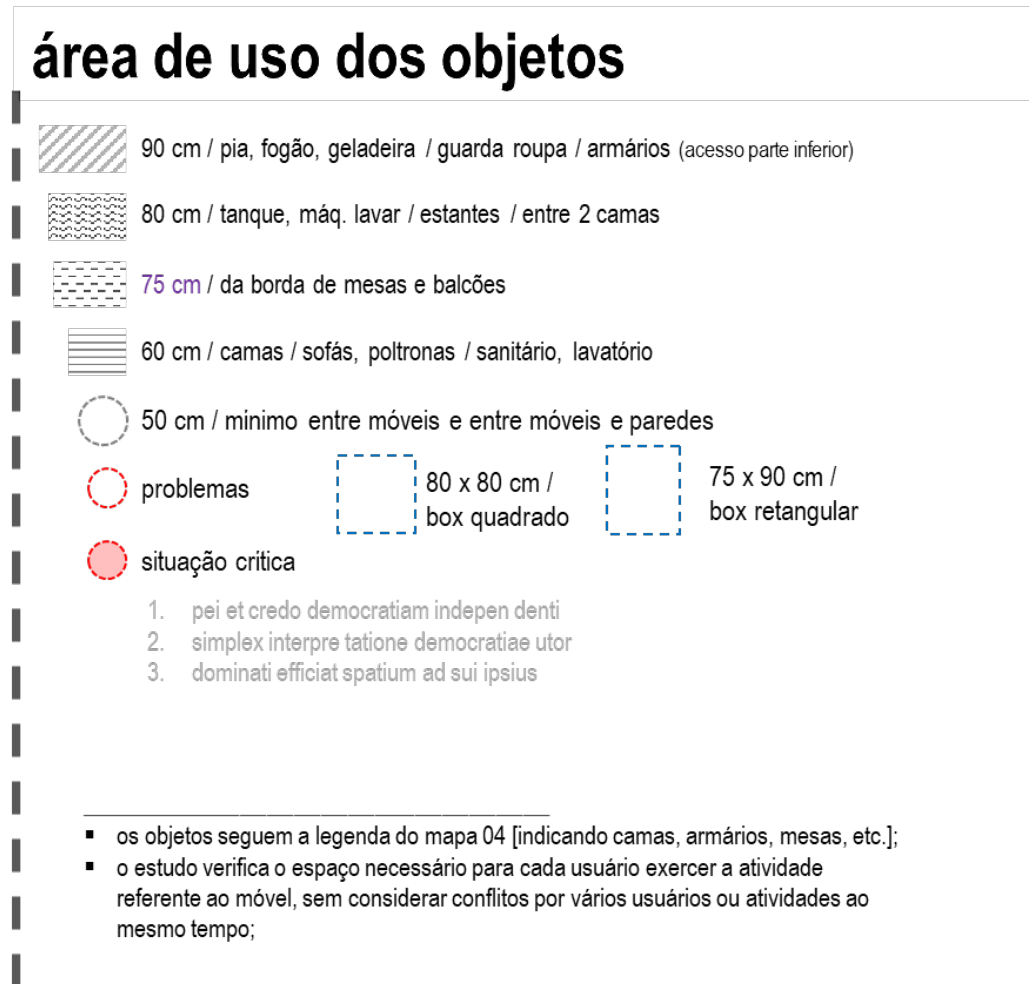 área de uso dos objetos
90 cm / pia, fogão, geladeira / guarda roupa / armários (acesso parte inferior)
80 cm / tanque, máq. lavar / estantes / entre 2 camas
75 cm / da borda de mesas e balcões
60 cm / camas / sofás, poltronas / sanitário, lavatório
50 cm / mínimo entre móveis e entre móveis e paredes
problemas
80 x 80 cm /
box quadrado
75 x 90 cm /
box retangular
situação critica
1. pei et credo democratiam indepen denti
2. simplex interpre tatione democratiae utor
3. dominati efficiat spatium ad sui ipsius
▪ os objetos seguem a legenda do mapa 04 [indicando camas, armários, mesas, etc.];
▪ o estudo verifica o espaço necessário para cada usuário exercer a atividade
referente ao móvel, sem considerar conflitos por vários usuários ou atividades ao
mesmo tempo;